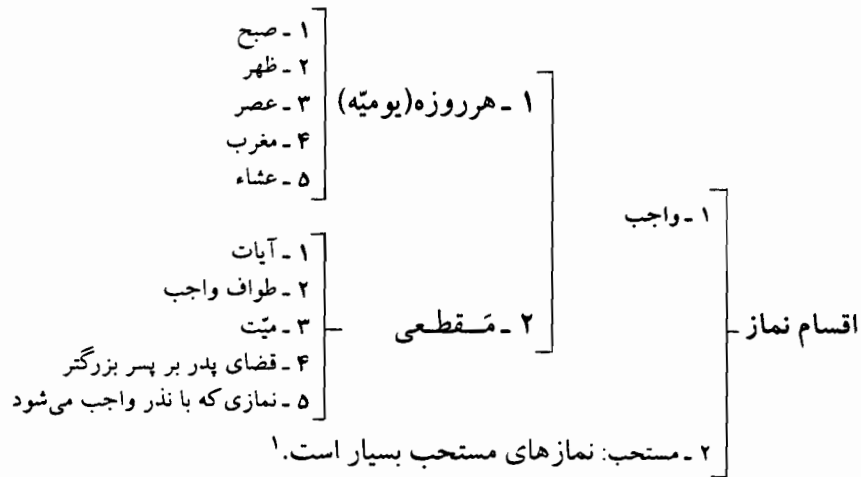 اقسام نماز
۱ ـ واجب
۱ ـ هرروزه(یومیّه)
۱ ـ صبح
۲ ـ ظهر
۳ ـ عصر
۴ ـ مغرب
۵ ـ عشاء
۲ ـ مَـقطـعی
۱ ـ آیات
۲ ـ طواف واجب
۳ ـ میّت
۴ ـ قضای پدر بر پسر بزرگتر
۵ ـ نمازی‌که با نذر واجب می‌شود
۲ ـ مستحب: نمازهای مستحب بسیار است.۱